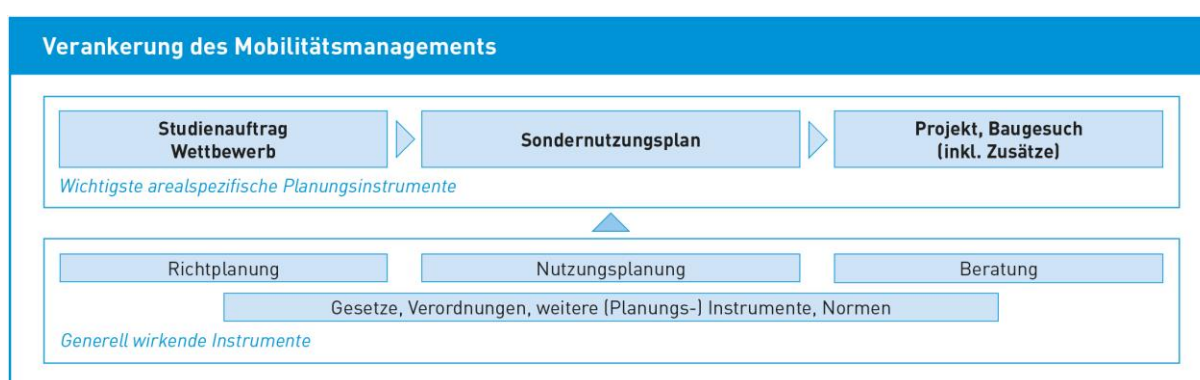 Verankerung des Mobilitätsmanagements
Studienauftrag
Wettbewerb
Sondernutzungsplan
Projekt, Baugesuch
(inkl. Zusätze)
Wichtigste arealspezifische Planungsinstrumente
Richtplanung
Nutzungsplanung
Beratung
Gesetze, Verordnungen, weitere (Planungs-) Instrumente, Normen
Generell wirkende Instrumente